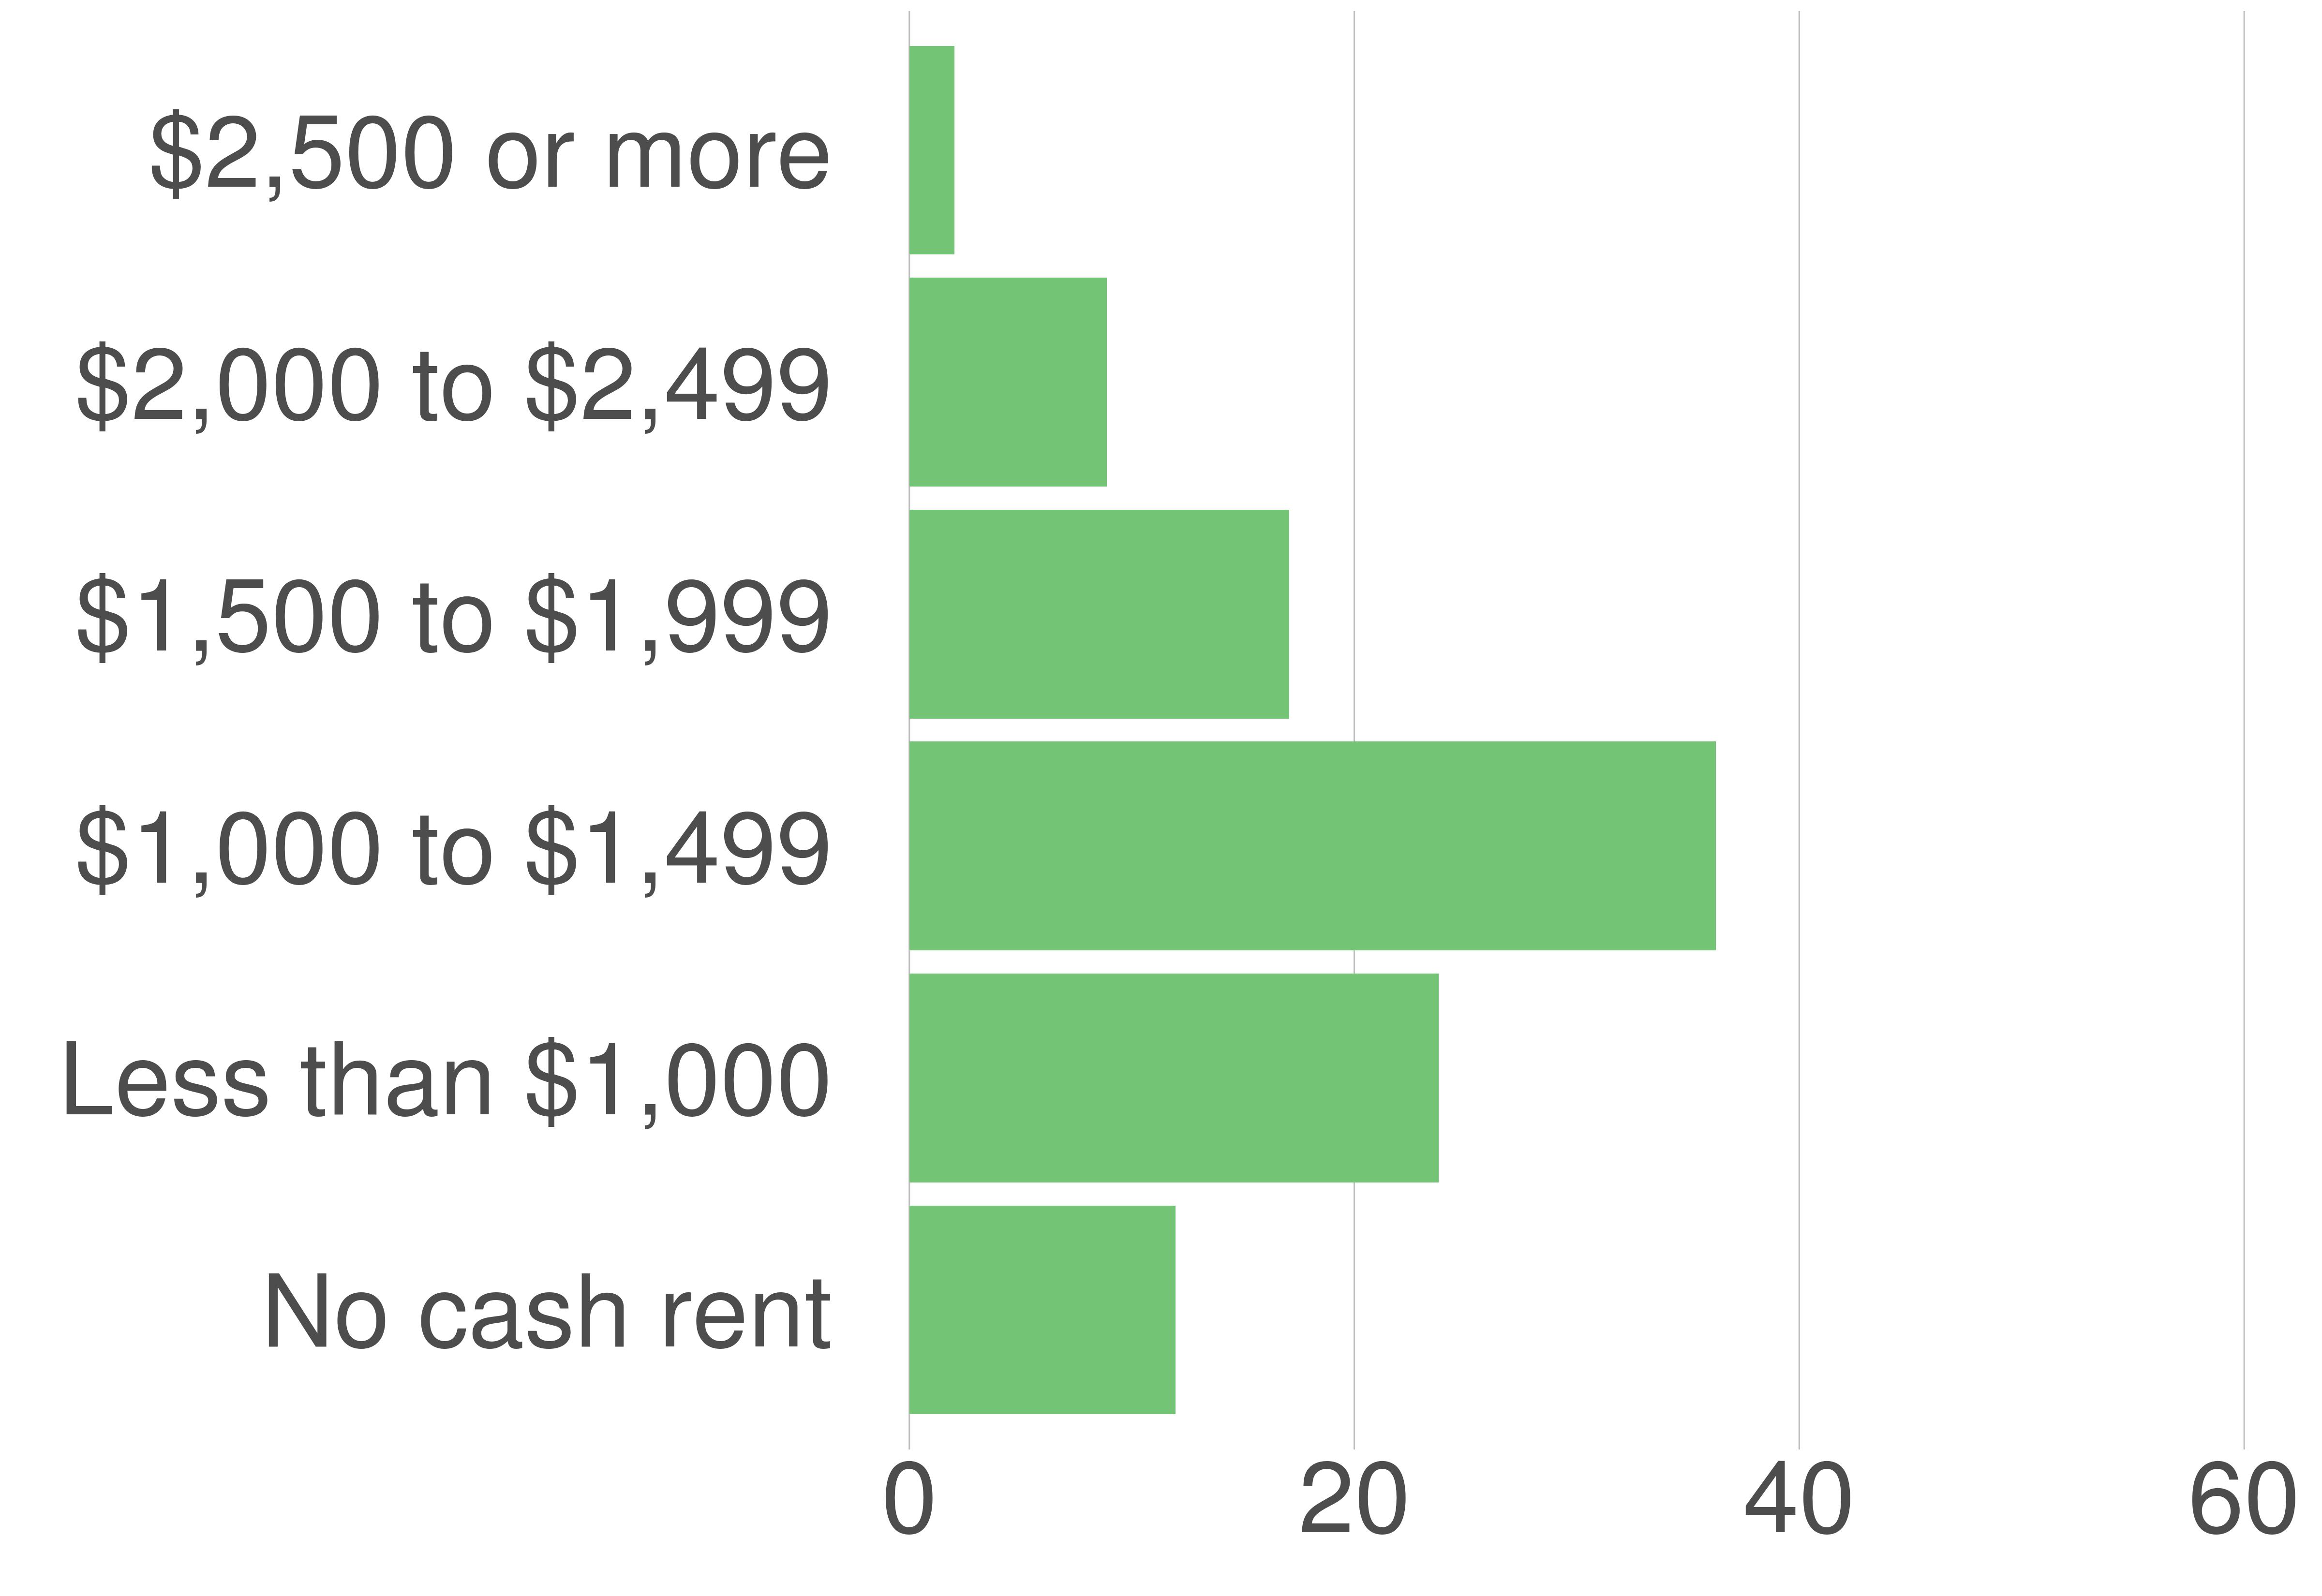 $2,500 or more
$2,000 to $2,499
$1,500 to $1,999
$1,000 to $1,499
Less than $1,000
No cash rent
0 20 40 60